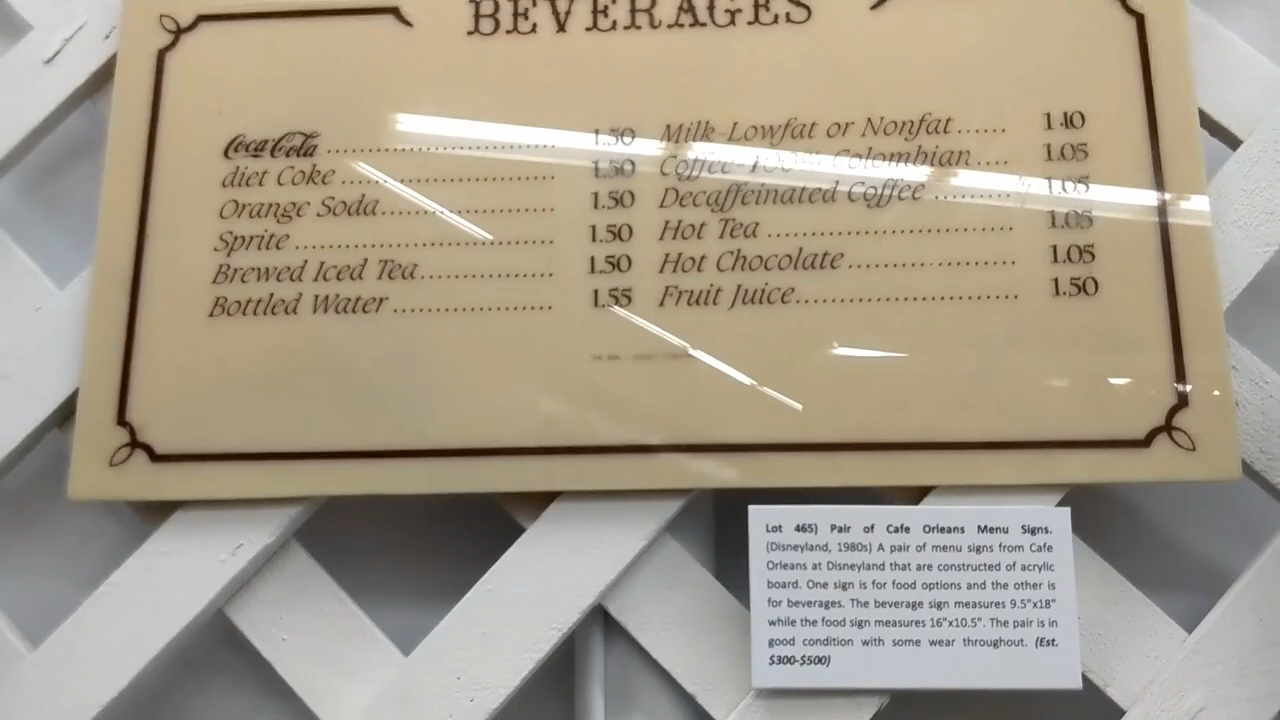 BEVERAGES
Coca-Cola .............................. 1.50
diet Coke .............................. 1.50
Orange Soda......................... 1.50
Sprite .................................... 1.50
Brewed Iced Tea.................. 1.50
Bottled Water ...................... 1.55
Milk-Lowfat or Nonfat...... 1.10
Coffee-100% Colombian.... 1.05
Decaffeinated Coffee ......... 1.05
Hot Tea ................................. 1.05
Hot Chocolate...................... 1.05
Fruit Juice............................. 1.50
Lot 465) Pair of Cafe Orleans Menu Signs.
(Disneyland, 1980s) A pair of menu signs from Cafe
Orleans at Disneyland that are constructed of acrylic
board. One sign is for food options and the other is
for beverages. The beverage sign measures 9.5"x18"
while the food sign measures 16"x10.5". The pair is in
good condition with some wear throughout. (Est.
$300-$500)